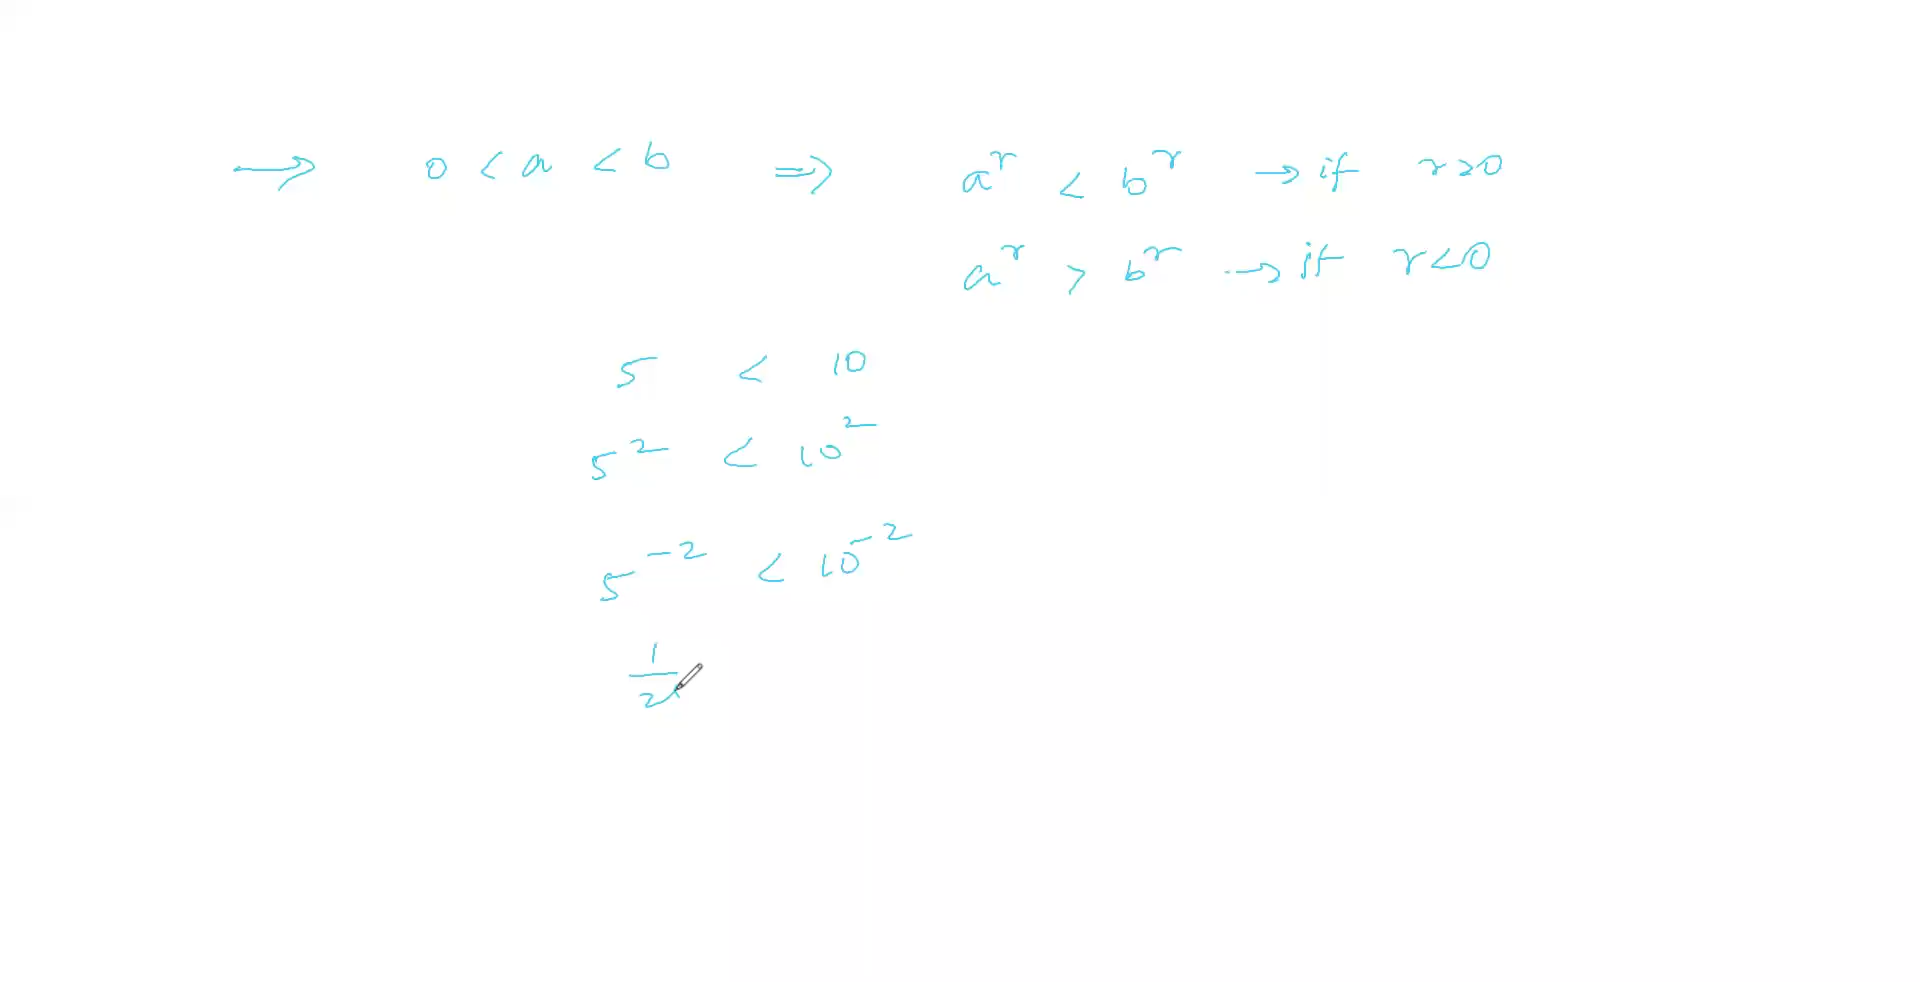 → 0 < a < b ⇒ a^r < b^r → if r>0
a^r > b^r → if r<0
5 < 10
5^2 < 10^2
5^-2 < 10^-2
1
2